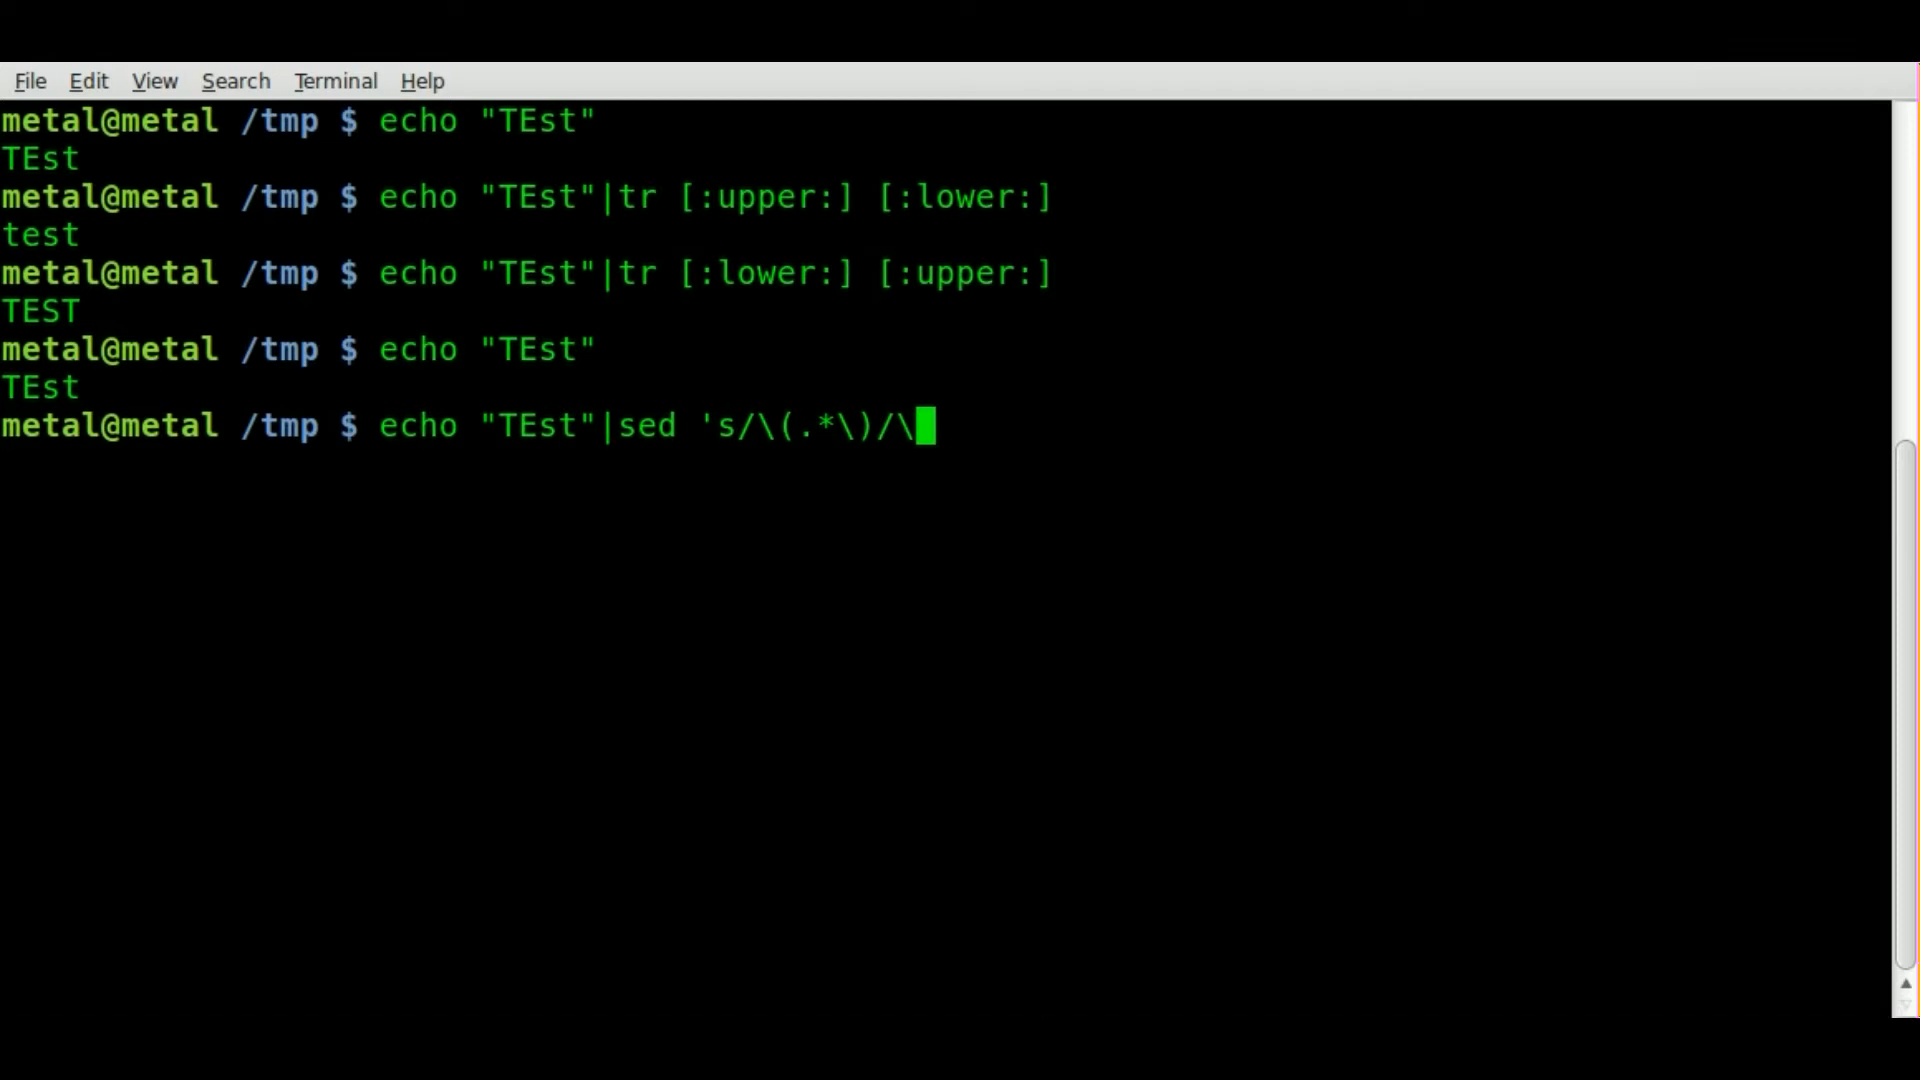 File Edit View Search Terminal Help
metal@metal /tmp $ echo "TEst"
TEst
metal@metal /tmp $ echo "TEst"|tr [:upper:] [:lower:]
test
metal@metal /tmp $ echo "TEst"|tr [:lower:] [:upper:]
TEST
metal@metal /tmp $ echo "TEst"
TEst
metal@metal /tmp $ echo "TEst"|sed 's/\(.*\)/\